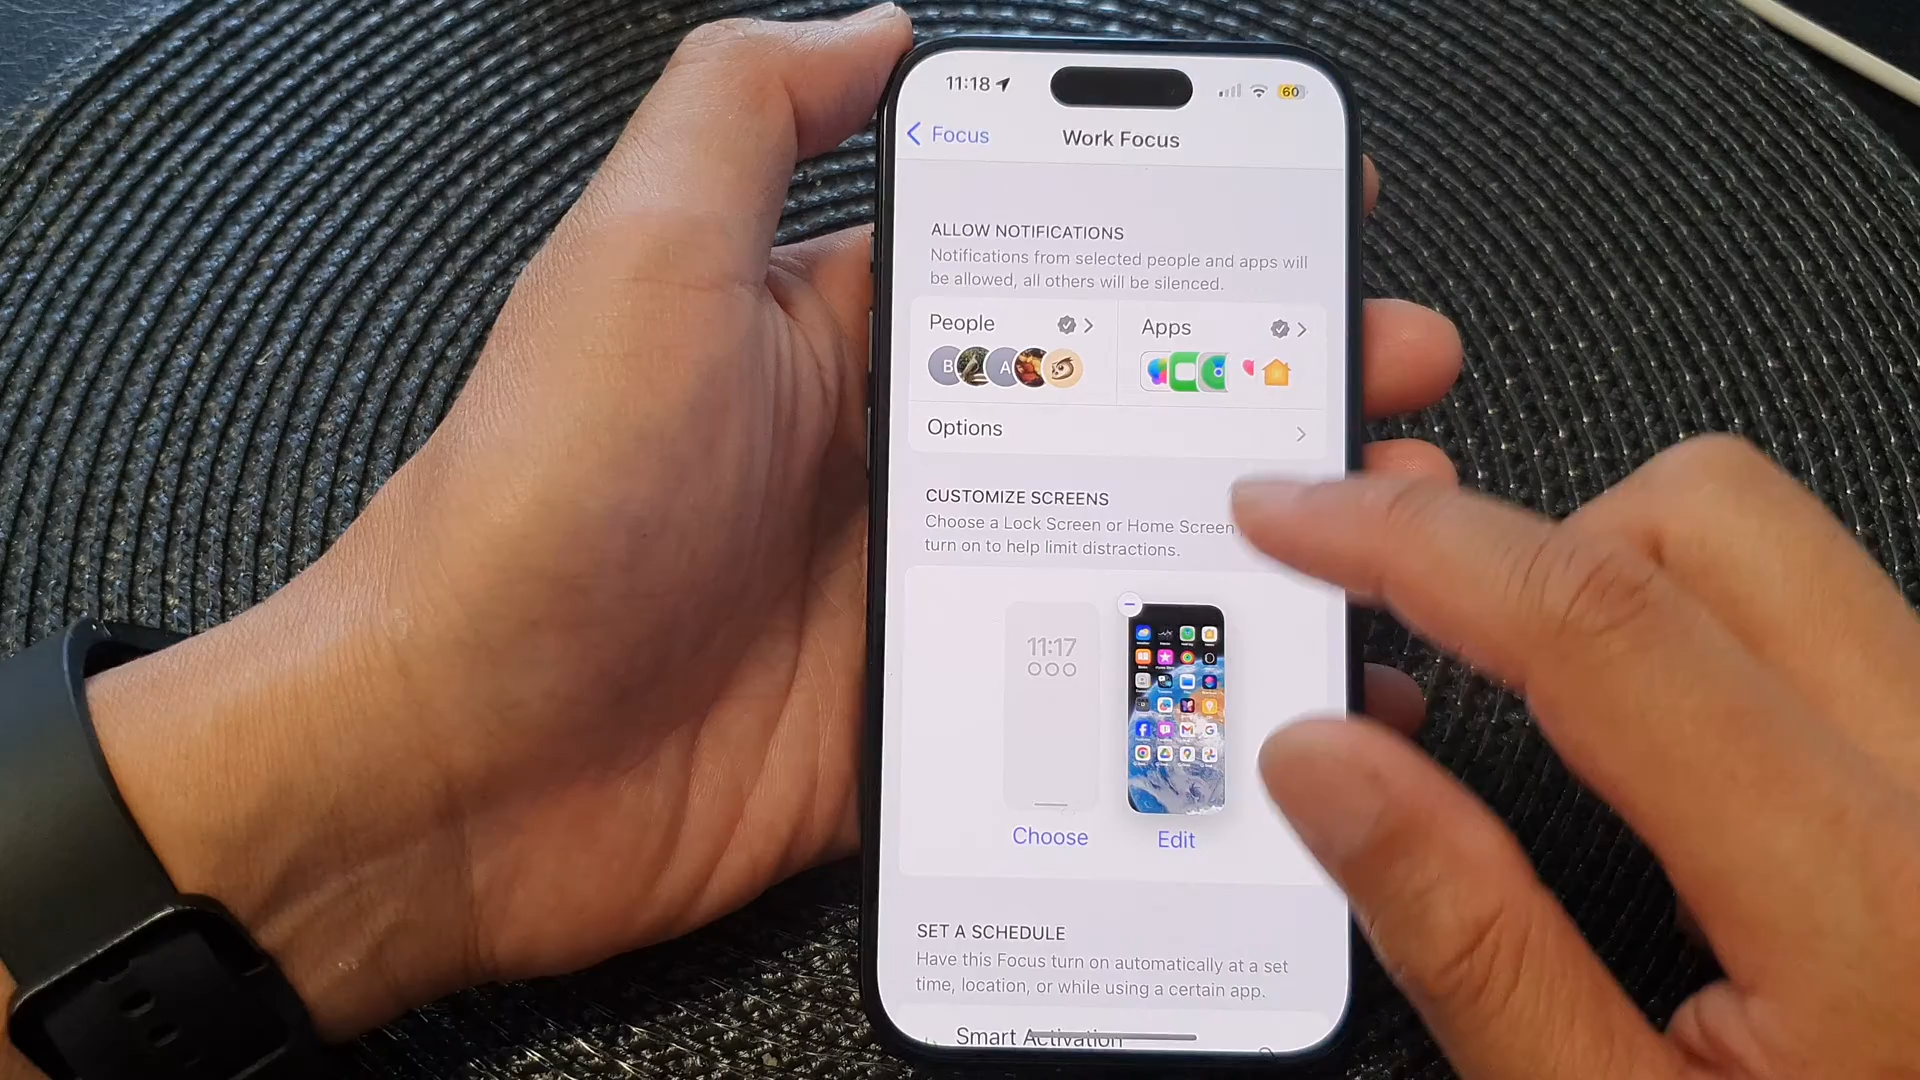 11:18
60
Focus
Work Focus
ALLOW NOTIFICATIONS
Notifications from selected people and apps will
be allowed, all others will be silenced.
People
Apps
B
A
Options
CUSTOMIZE SCREENS
Choose a Lock Screen or Home Screen
turn on to help limit distractions.
11:17
Choose
Edit
SET A SCHEDULE
Have this Focus turn on automatically at a set
time, location, or while using a certain app.
Smart Activation